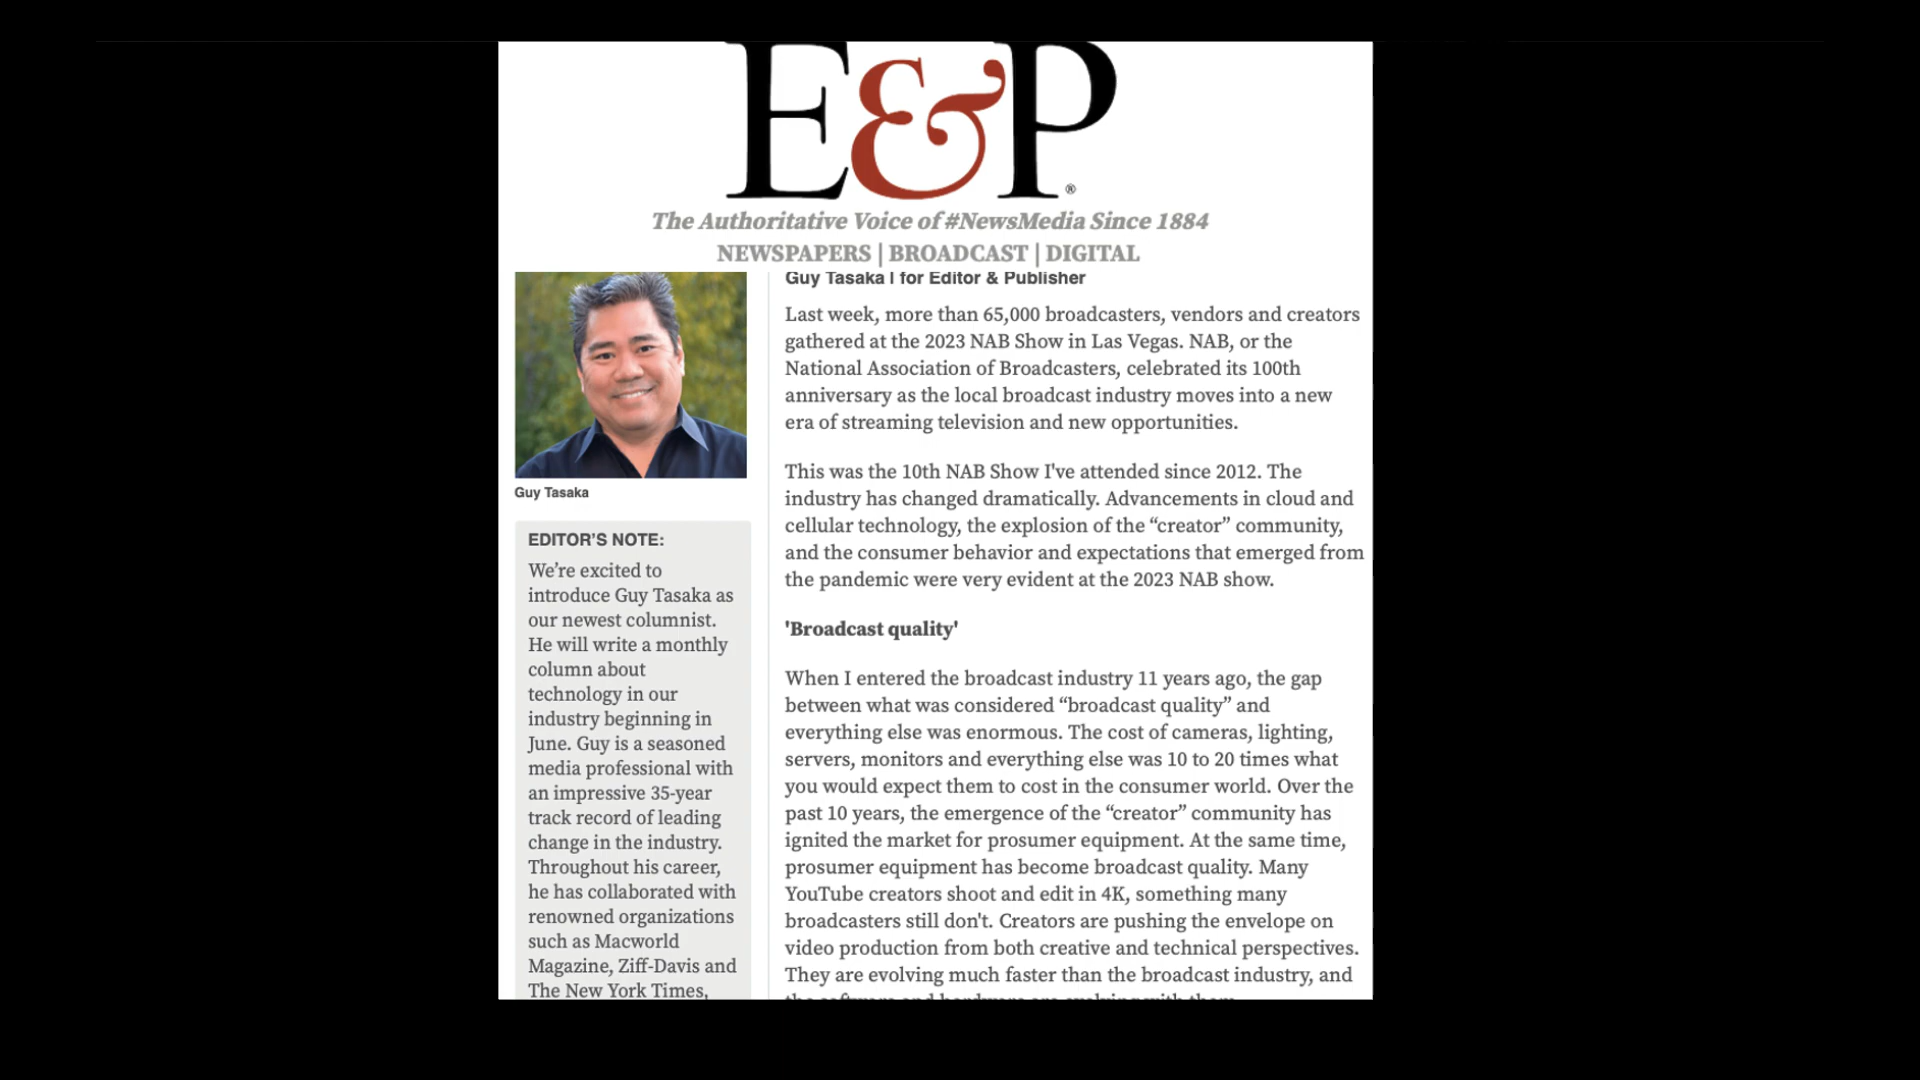 E&P®
The Authoritative Voice of #NewsMedia Since 1884
NEWSPAPERS | BROADCAST | DIGITAL
Guy Tasaka
EDITOR’S NOTE:
We’re excited to
introduce Guy Tasaka as
our newest columnist.
He will write a monthly
column about
technology in our
industry beginning in
June. Guy is a seasoned
media professional with
an impressive 35-year
track record of leading
change in the industry.
Throughout his career,
he has collaborated with
renowned organizations
such as Macworld
Magazine, Ziff-Davis and
The New York Times,
Guy Tasaka | for Editor & Publisher
Last week, more than 65,000 broadcasters, vendors and creators
gathered at the 2023 NAB Show in Las Vegas. NAB, or the
National Association of Broadcasters, celebrated its 100th
anniversary as the local broadcast industry moves into a new
era of streaming television and new opportunities.
This was the 10th NAB Show I've attended since 2012. The
industry has changed dramatically. Advancements in cloud and
cellular technology, the explosion of the “creator” community,
and the consumer behavior and expectations that emerged from
the pandemic were very evident at the 2023 NAB show.
'Broadcast quality'
When I entered the broadcast industry 11 years ago, the gap
between what was considered “broadcast quality” and
everything else was enormous. The cost of cameras, lighting,
servers, monitors and everything else was 10 to 20 times what
you would expect them to cost in the consumer world. Over the
past 10 years, the emergence of the “creator” community has
ignited the market for prosumer equipment. At the same time,
prosumer equipment has become broadcast quality. Many
YouTube creators shoot and edit in 4K, something many
broadcasters still don't. Creators are pushing the envelope on
video production from both creative and technical perspectives.
They are evolving much faster than the broadcast industry, and